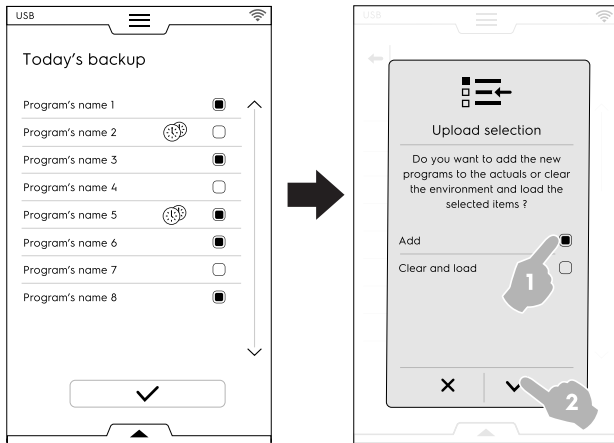 USB
Today's backup
Program's name 1
Program's name 2
Program's name 3
Program's name 4
Program's name 5
Program's name 6
Program's name 7
Program's name 8
USB
Upload selection
Do you want to add the new
programs to the actuals or clear
the environment and load the
selected items ?
Add
Clear and load
1
2